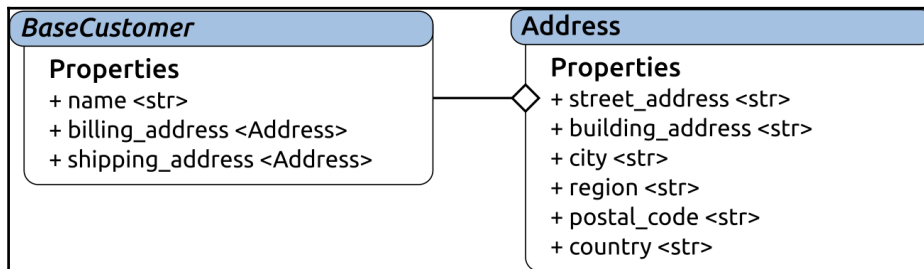 BaseCustomer
Properties
+ name <str>
+ billing_address <Address>
+ shipping_address <Address>
Address
Properties
+ street_address <str>
+ building_address <str>
+ city <str>
+ region <str>
+ postal_code <str>
+ country <str>